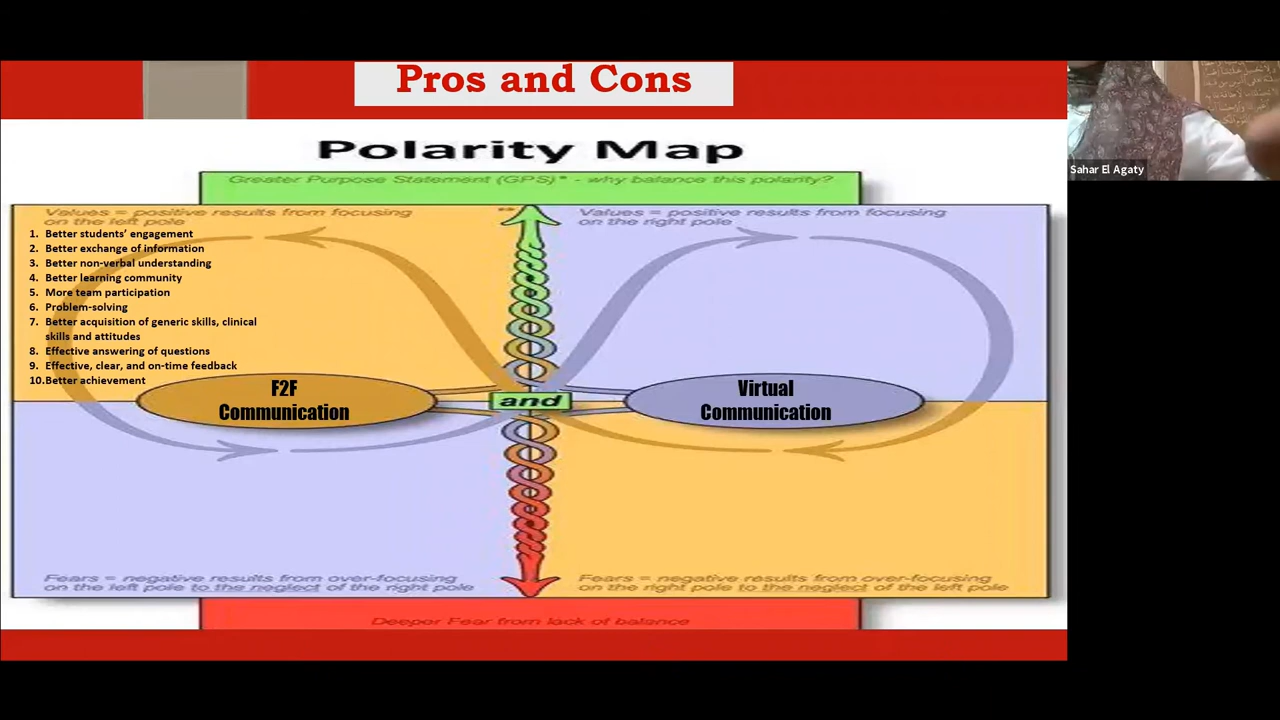 Pros and Cons
Sahar El Agaty
Polarity Map
Greater Purpose Statement (GPS)* - why balance this polarity?
Values = positive results from focusing
on the left pole
Values = positive results from focusing
on the right pole
1. Better students’ engagement
2. Better exchange of information
3. Better non-verbal understanding
4. Better learning community
5. More team participation
6. Problem-solving
7. Better acquisition of generic skills, clinical
skills and attitudes
8. Effective answering of questions
9. Effective, clear, and on-time feedback
10.Better achievement
F2F
Communication
and
Virtual
Communication
Fears = negative results from over-focusing
on the left pole to the neglect of the right pole
Fears = negative results from over-focusing
on the right pole to the neglect of the left pole
Deeper Fear from lack of balance